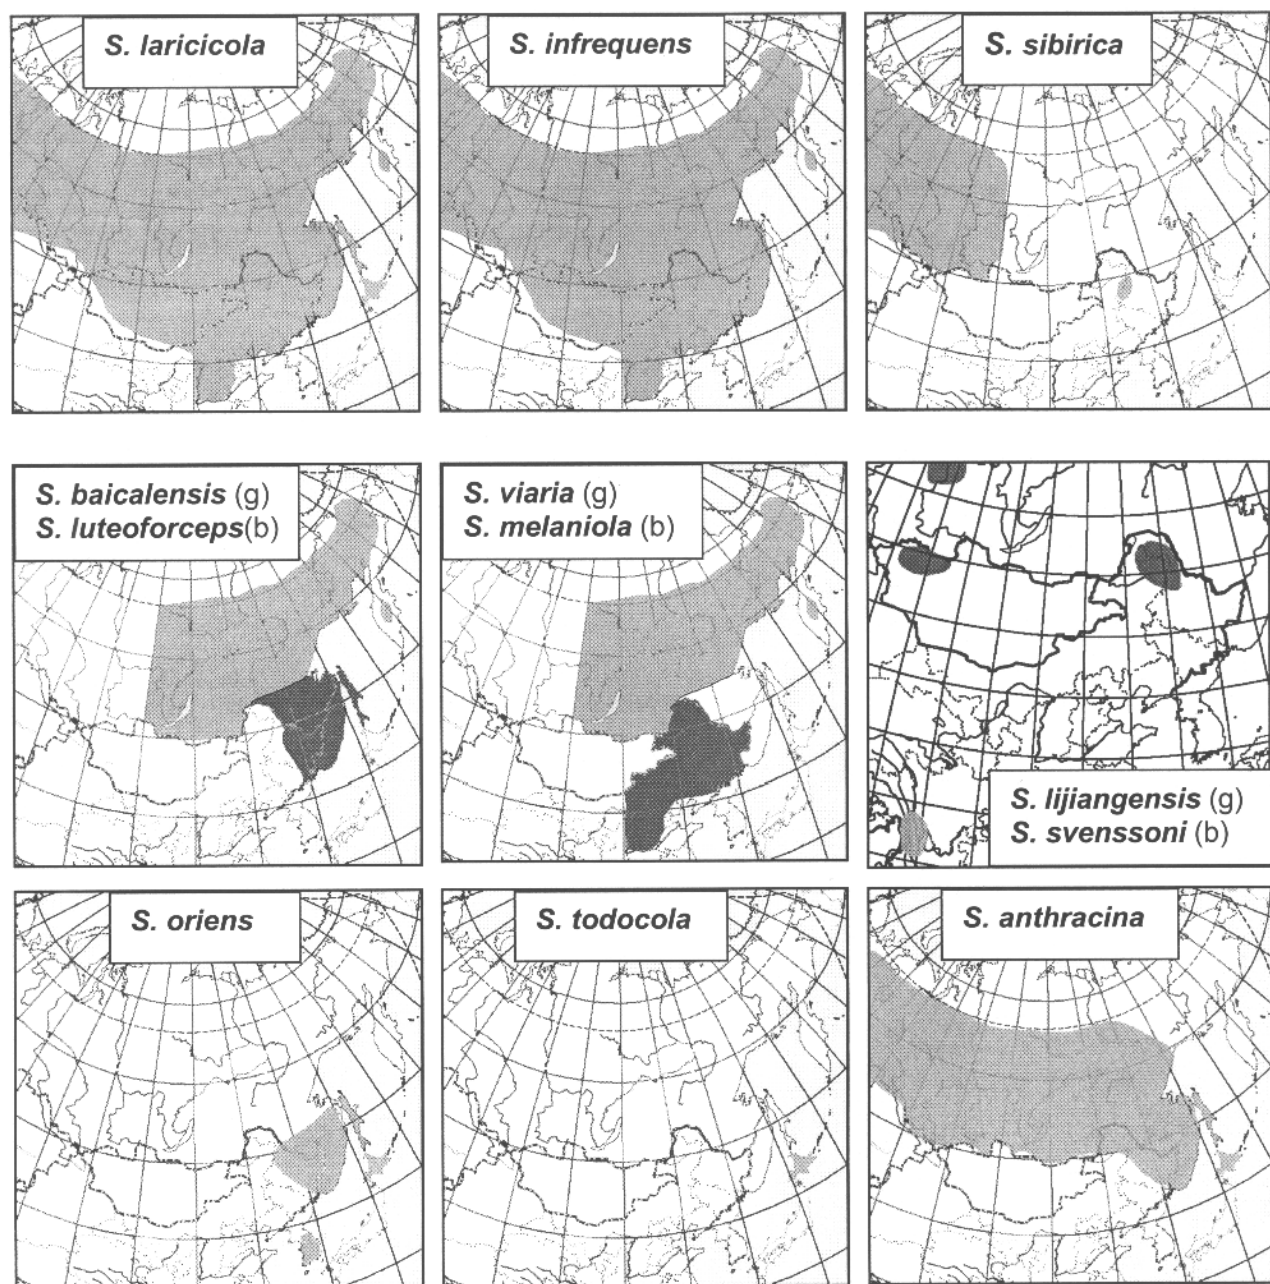 S. laricicola
S. infrequens
S. sibirica
S. baicalensis (g)
S. luteoforceps(b)
S. viaria (g)
S. melaniola (b)
S. lijiangensis (g)
S. svenssoni (b)
S. oriens
S. todocola
S. anthracina